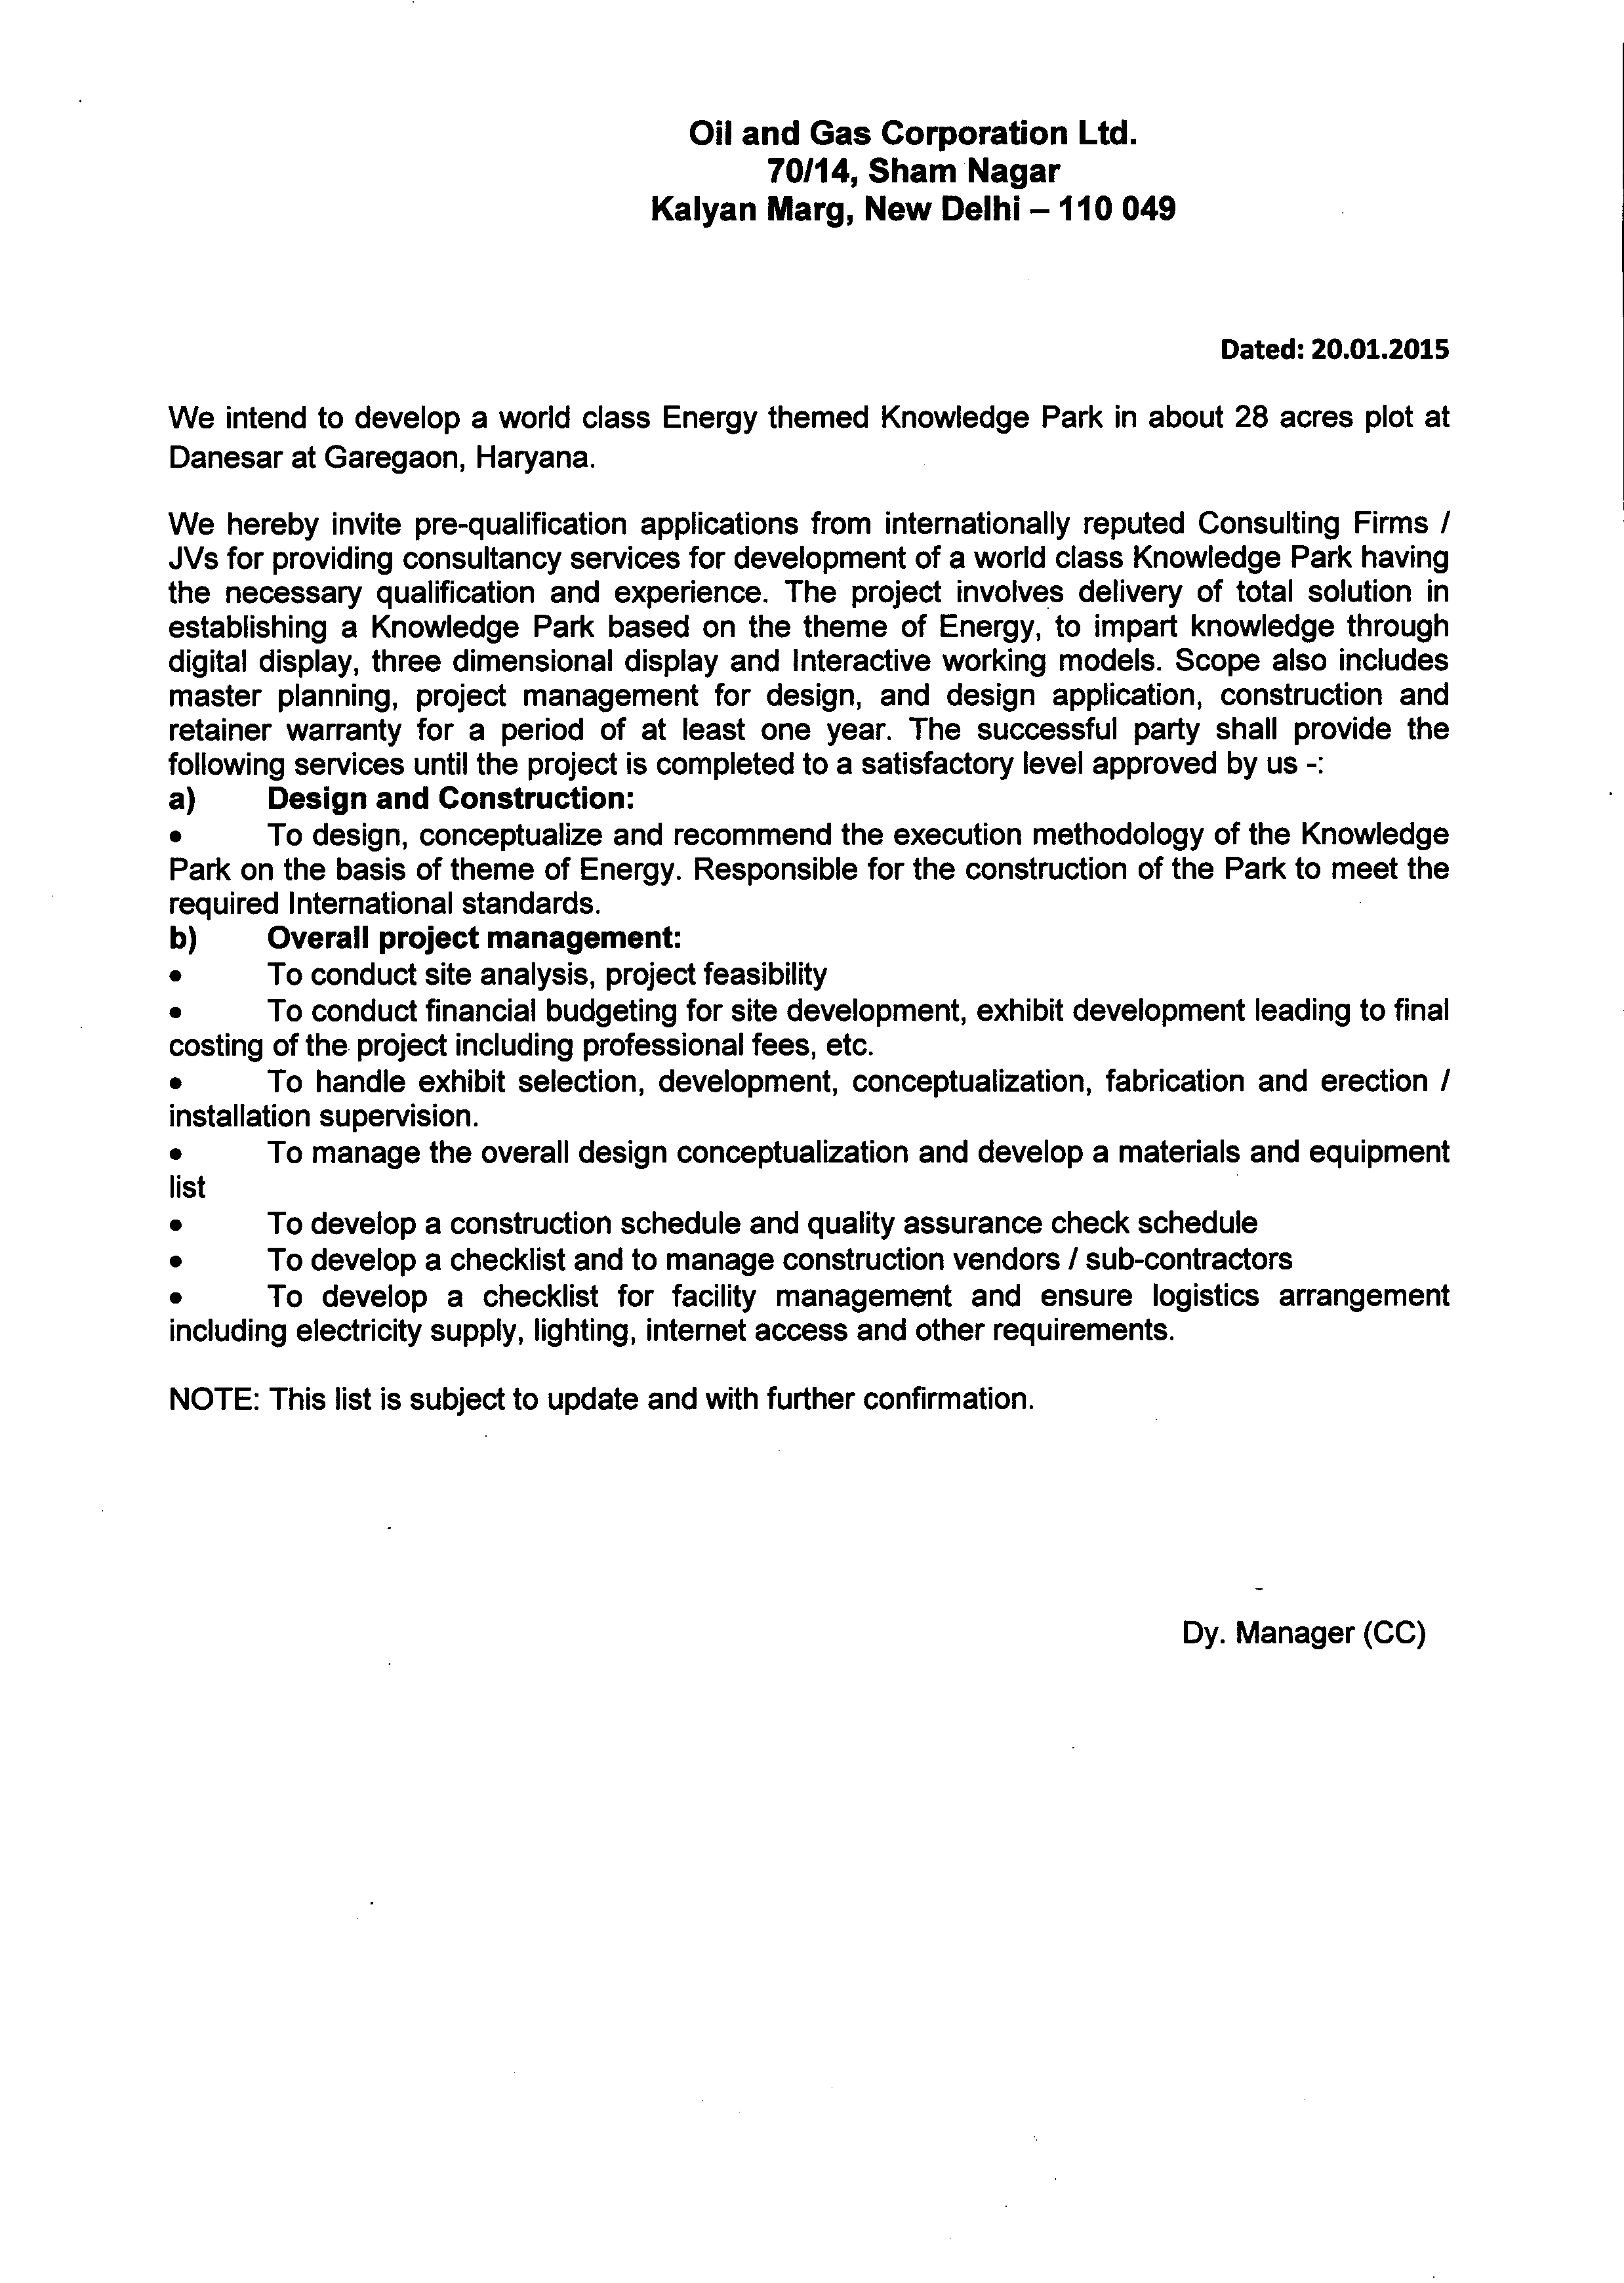 Oil and Gas Corporation Ltd.
70/14, Sham Nagar
Kalyan Marg, New Delhi – 110 049
Dated: 20.01.2015
We intend to develop a world class Energy themed Knowledge Park in about 28 acres plot at
Danesar at Garegaon, Haryana.
We hereby invite pre-qualification applications from internationally reputed Consulting Firms /
JVs for providing consultancy services for development of a world class Knowledge Park having
the necessary qualification and experience. The project involves delivery of total solution in
establishing a Knowledge Park based on the theme of Energy, to impart knowledge through
digital display, three dimensional display and Interactive working models. Scope also includes
master planning, project management for design, and design application, construction and
retainer warranty for a period of at least one year. The successful party shall provide the
following services until the project is completed to a satisfactory level approved by us -:
a) Design and Construction:
• To design, conceptualize and recommend the execution methodology of the Knowledge
Park on the basis of theme of Energy. Responsible for the construction of the Park to meet the
required International standards.
b) Overall project management:
• To conduct site analysis, project feasibility
• To conduct financial budgeting for site development, exhibit development leading to final
costing of the project including professional fees, etc.
• To handle exhibit selection, development, conceptualization, fabrication and erection /
installation supervision.
• To manage the overall design conceptualization and develop a materials and equipment
list
• To develop a construction schedule and quality assurance check schedule
• To develop a checklist and to manage construction vendors / sub-contractors
• To develop a checklist for facility management and ensure logistics arrangement
including electricity supply, lighting, internet access and other requirements.
NOTE: This list is subject to update and with further confirmation.
Dy. Manager (CC)